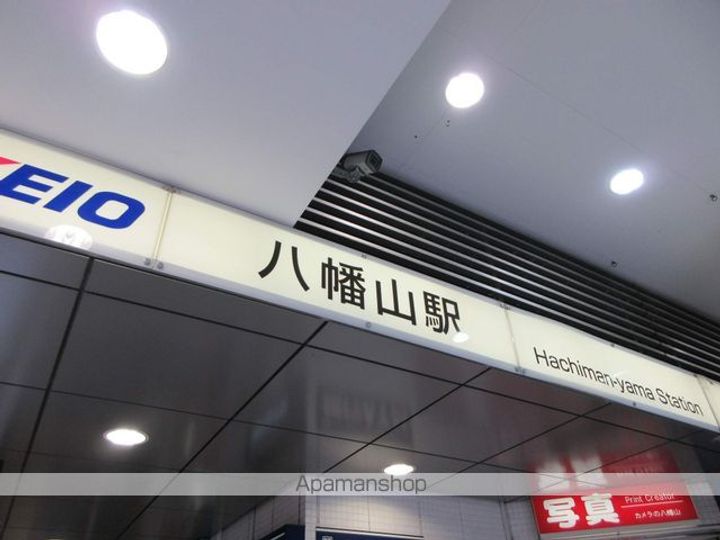 KEIO
八幡山駅
Hachiman-yama Station
Apamanshop
写真
Print Creator
カメラの八幡山